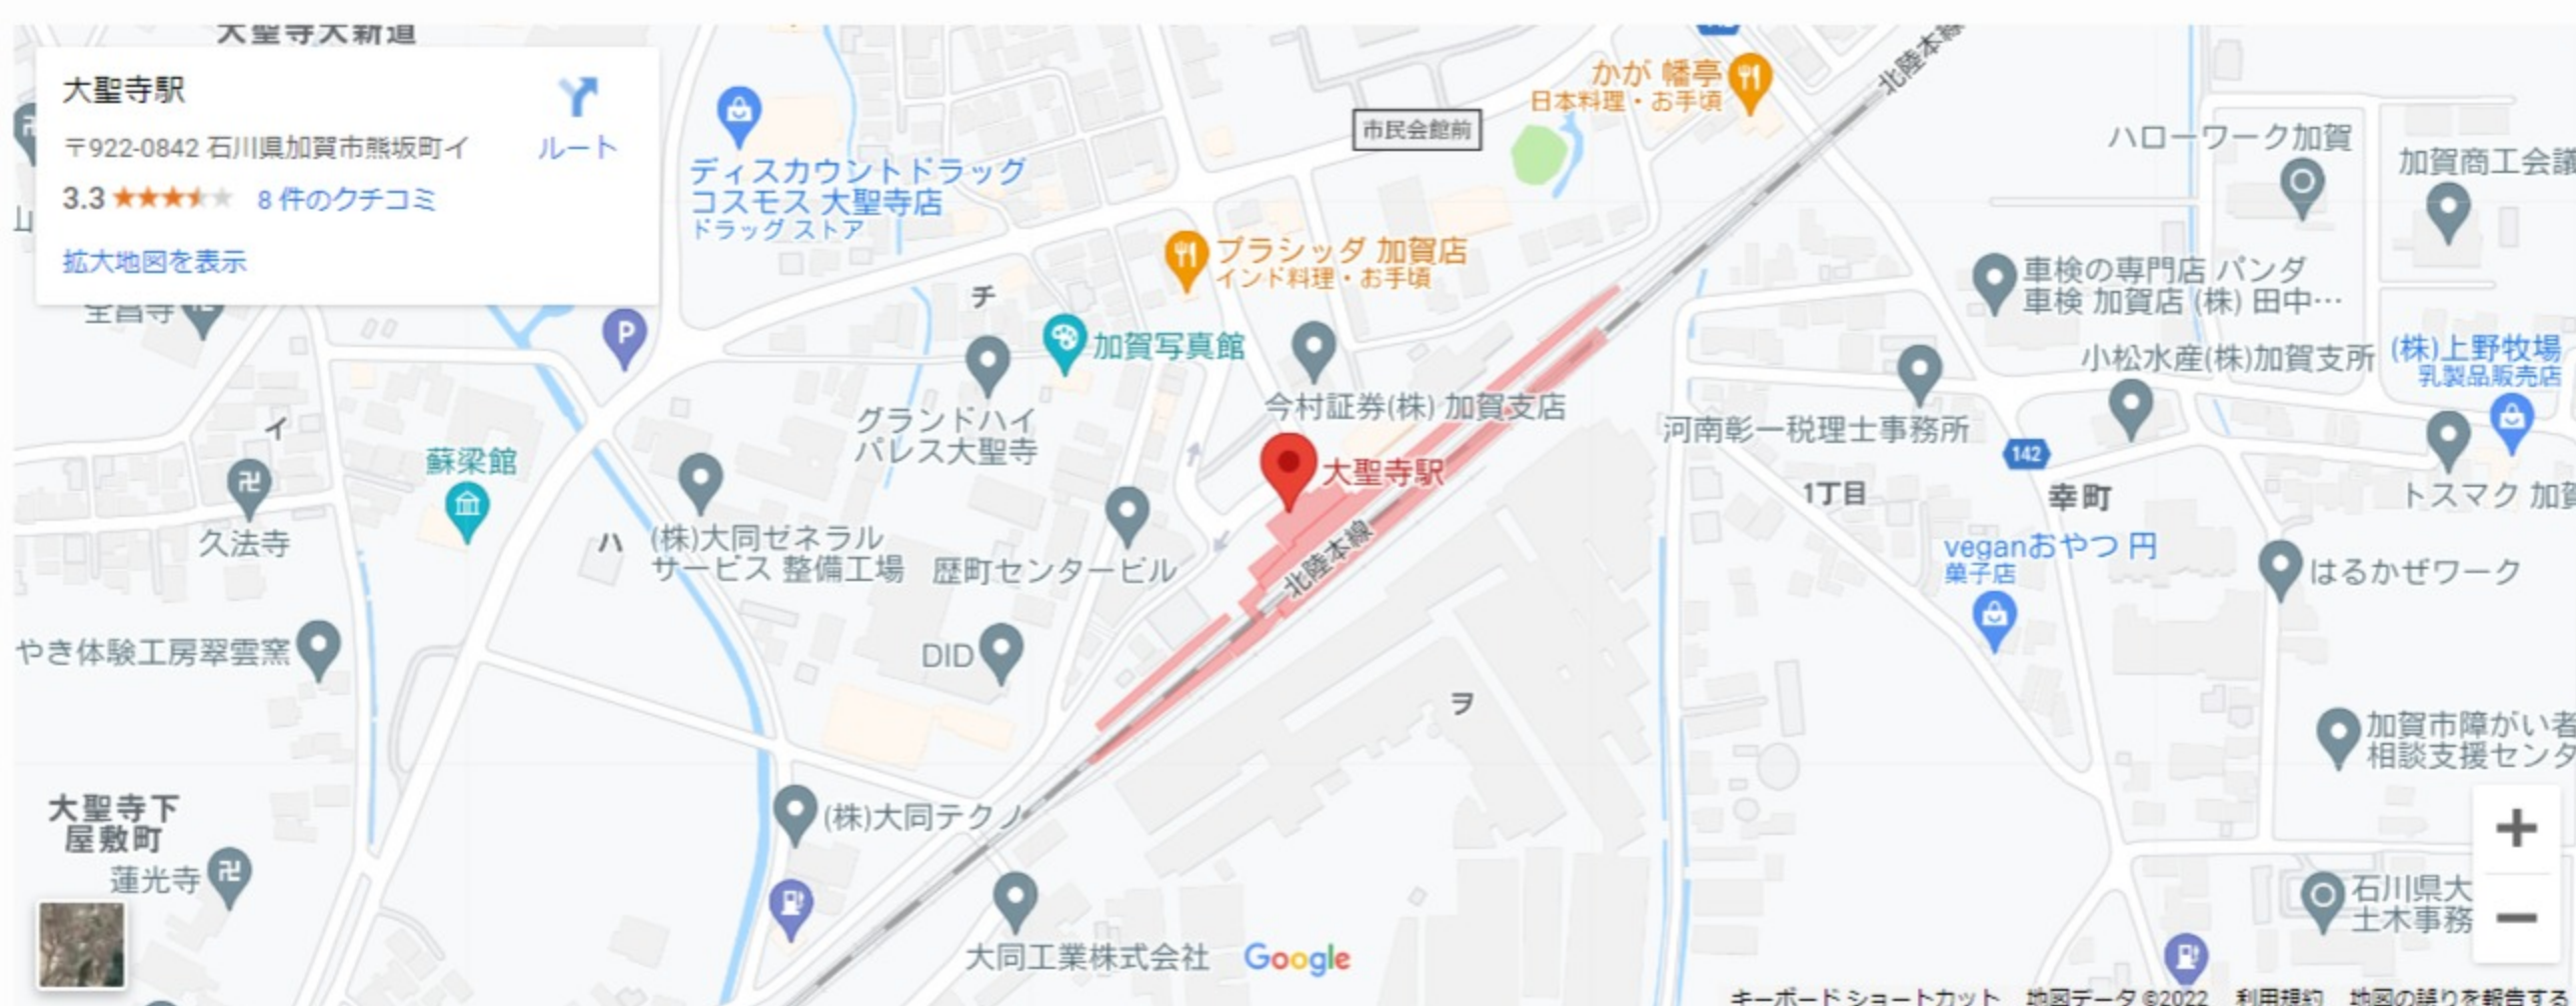 大聖寺大新道
大聖寺駅
〒922-0842 石川県加賀市熊坂町イ
ルート
3.3
8 件のクチコミ
拡大地図を表示
全昌寺
ディスカウントドラッグ
コスモス 大聖寺店
ドラッグ ストア
P
かが 幡亭
日本料理・お手頃
市民会館前
北陸本線
ハローワーク加賀
加賀商工会議
プラシッダ 加賀店
インド料理・お手頃
チ
加賀写真館
車検の専門店 パンダ
車検 加賀店 (株) 田中…
小松水産(株)加賀支所
(株)上野牧場
乳製品販売店
グランドハイ
パレス大聖寺
今村証券(株) 加賀支店
河南彰一税理士事務所
142
イ
蘇梁館
久法寺
ハ
(株)大同ゼネラル
サービス 整備工場
歴町センタービル
大聖寺駅
北陸本線
1丁目
幸町
トスマク 加賀
veganおやつ 円
菓子店
はるかぜワーク
やき体験工房翠雲窯
DID
ヲ
加賀市障がい者
相談支援センタ
大聖寺下
屋敷町
蓮光寺
(株)大同テクノ
大同工業株式会社
Google
石川県大
土木事務
+
−
キーボード ショートカット
地図データ ©2022
利用規約
地図の誤りを報告する